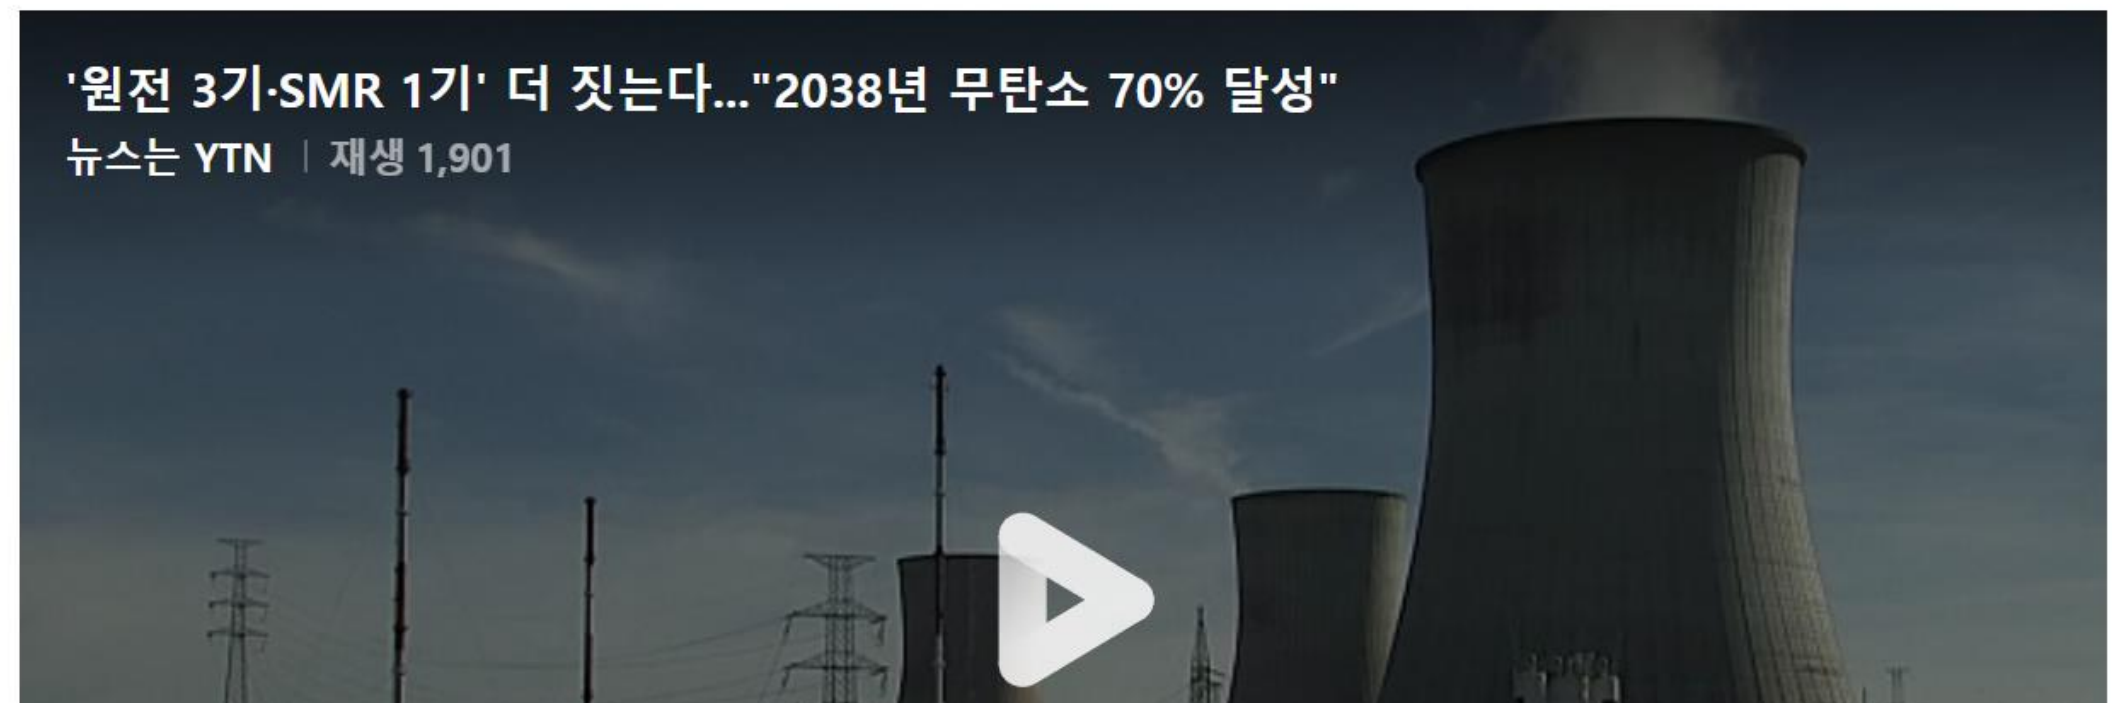 '원전 3기·SMR 1기' 더 짓는다..."2038년 무탄소 70% 달성"
뉴스는 YTN | 재생 1,901